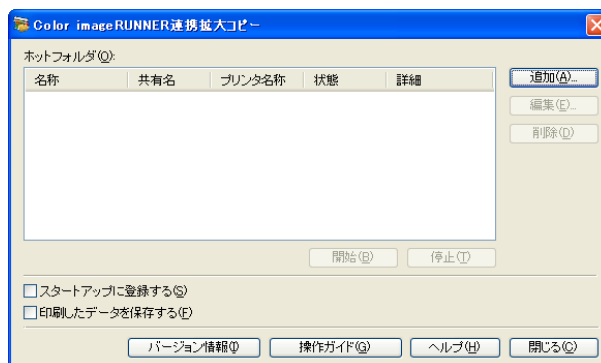 Color imageRUNNER連携拡大コピー
ホットフォルダ(O):
名称 共有名 プリンタ名称 状態 詳細
追加(A)...
編集(E)...
削除(D)
開始(B) 停止(T)
スタートアップに登録する(S)
印刷したデータを保存する(F)
バージョン情報(I) 操作ガイド(G) ヘルプ(H) 閉じる(C)